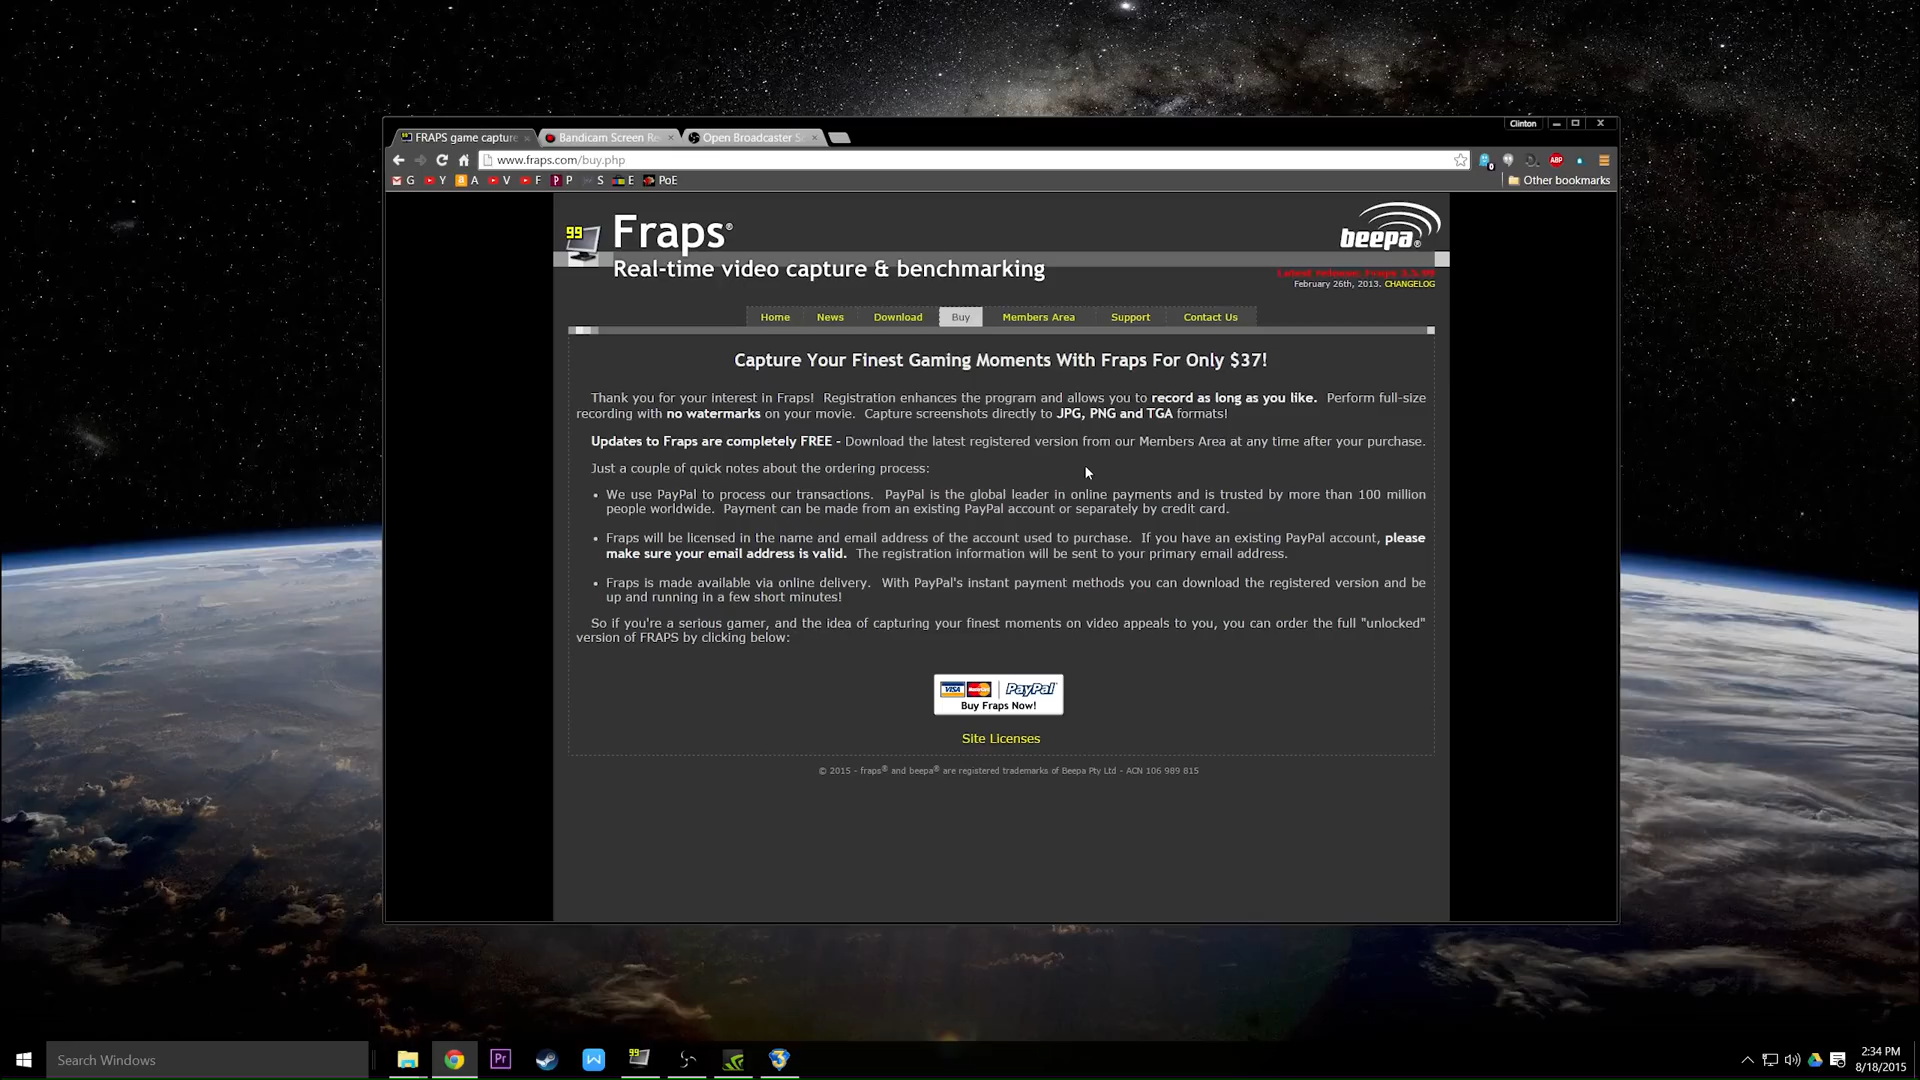 Clinton
FRAPS game capture
Bandicam Screen Re
Open Broadcaster S
www.fraps.com/buy.php
G Y A V F P S E PoE
Other bookmarks
99
Fraps®
beepa®
Real-time video capture & benchmarking
Latest release: Fraps 3.5.99
February 26th, 2013. CHANGELOG
Home News Download Buy Members Area Support Contact Us
Capture Your Finest Gaming Moments With Fraps For Only $37!
Thank you for your interest in Fraps! Registration enhances the program and allows you to record as long as you like. Perform full-size
recording with no watermarks on your movie. Capture screenshots directly to JPG, PNG and TGA formats!
Updates to Fraps are completely FREE - Download the latest registered version from our Members Area at any time after your purchase.
Just a couple of quick notes about the ordering process:
• We use PayPal to process our transactions. PayPal is the global leader in online payments and is trusted by more than 100 million
people worldwide. Payment can be made from an existing PayPal account or separately by credit card.
• Fraps will be licensed in the name and email address of the account used to purchase. If you have an existing PayPal account, please
make sure your email address is valid. The registration information will be sent to your primary email address.
• Fraps is made available via online delivery. With PayPal's instant payment methods you can download the registered version and be
up and running in a few short minutes!
So if you're a serious gamer, and the idea of capturing your finest moments on video appeals to you, you can order the full "unlocked"
version of FRAPS by clicking below:
VISA MasterCard PayPal
Buy Fraps Now!
Site Licenses
© 2015 - fraps® and beepa® are registered trademarks of Beepa Pty Ltd - ACN 106 989 815
Search Windows
Pr
W
99
3
2:34 PM
8/18/2015
ABP
0